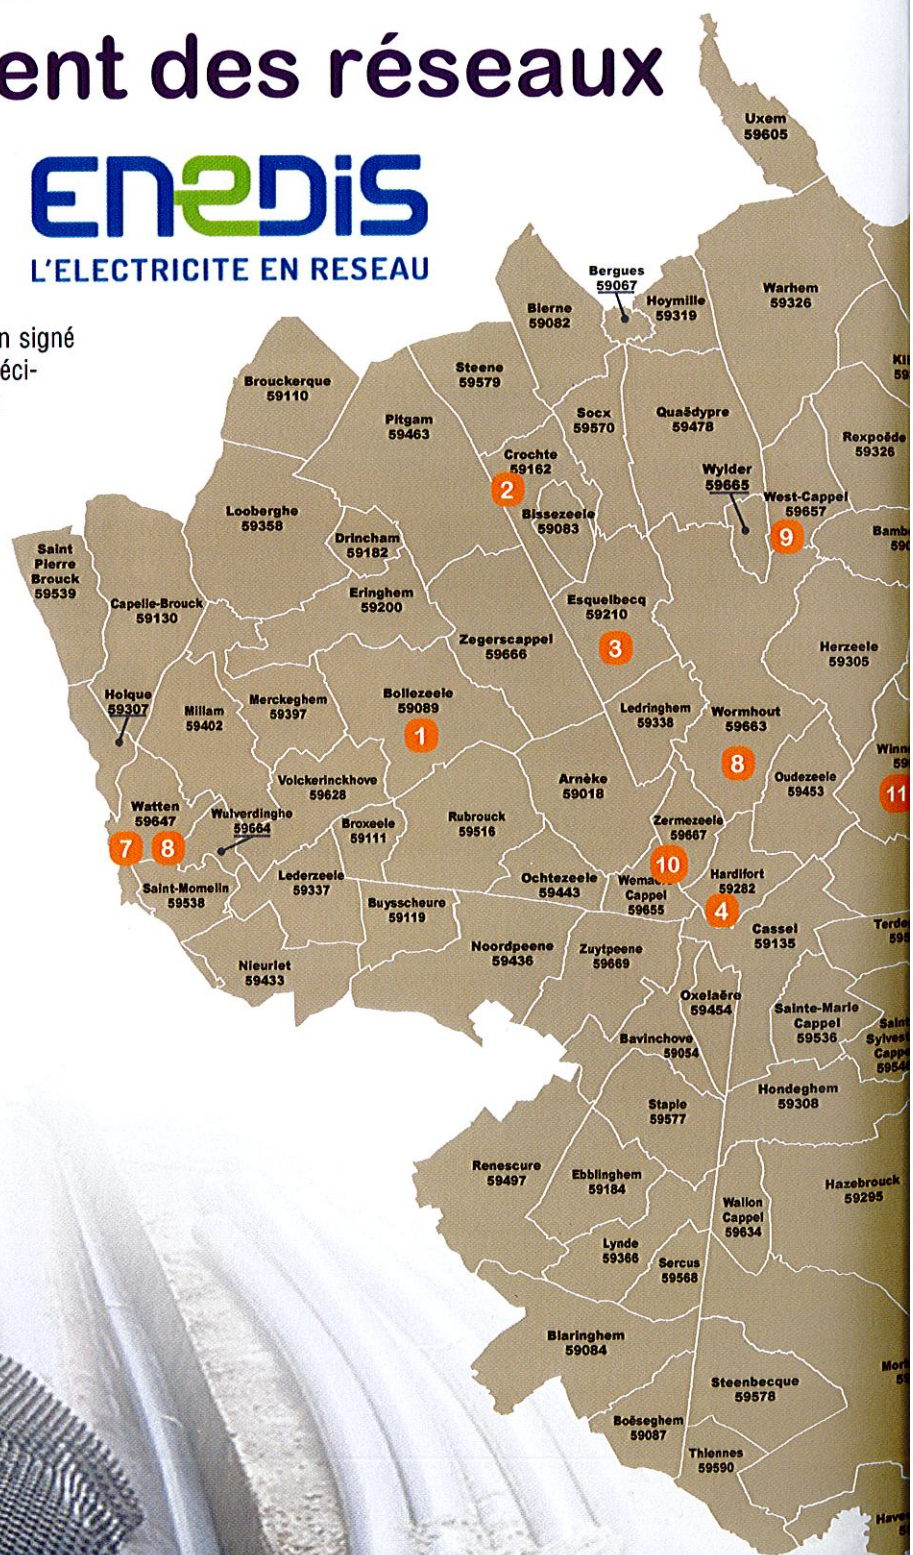 ent des réseaux
ENEDIS
L'ELECTRICITE EN RESEAU
n signé
éci-
Uxem
59605
Bergues
59067
Hoymille
59319
Warhem
59326
Bierne
59082
Steene
59579
Brouckerque
59110
Pitgam
59463
Socx
59570
Quaëdypre
59478
Rexpoëde
59326
Crochte
59162
2
Wylder
59665
West-Cappel
59657
9
Bissezeele
59083
Looberghe
59358
Drincham
59182
Saint
Pierre
Brouck
59539
Capelle-Brouck
59130
Eringhem
59200
Esquelbecq
59210
3
Zegerscappel
59666
Herzeele
59305
Holque
59307
Millam
59402
Merckeghem
59397
Bollezeele
59089
1
Ledringhem
59338
Wormhout
59663
8
Oudezeele
59453
11
Arnèke
59018
Volckerinckhove
59628
Watten
59647
7
8
Wulverdinghe
59664
Broxeele
59111
Rubrouck
59516
Zermezeele
59667
10
Hardifort
59282
4
Saint-Momelin
59538
Lederzeele
59337
Buysscheure
59119
Ochtezeele
59443
Cappel
59655
Cassel
59135
Nieurlet
59433
Noordpeene
59436
Zuytpeene
59669
Oxelaëre
59454
Sainte-Marie
Cappel
59536
Bavinchove
59054
Hondeghem
59308
Staple
59577
Renescure
59497
Ebblinghem
59184
Wallon
Cappel
59634
Hazebrouck
59295
Lynde
59366
Sercus
59568
Blaringhem
59084
Steenbecque
59578
Boëseghem
59087
Thiennes
59590